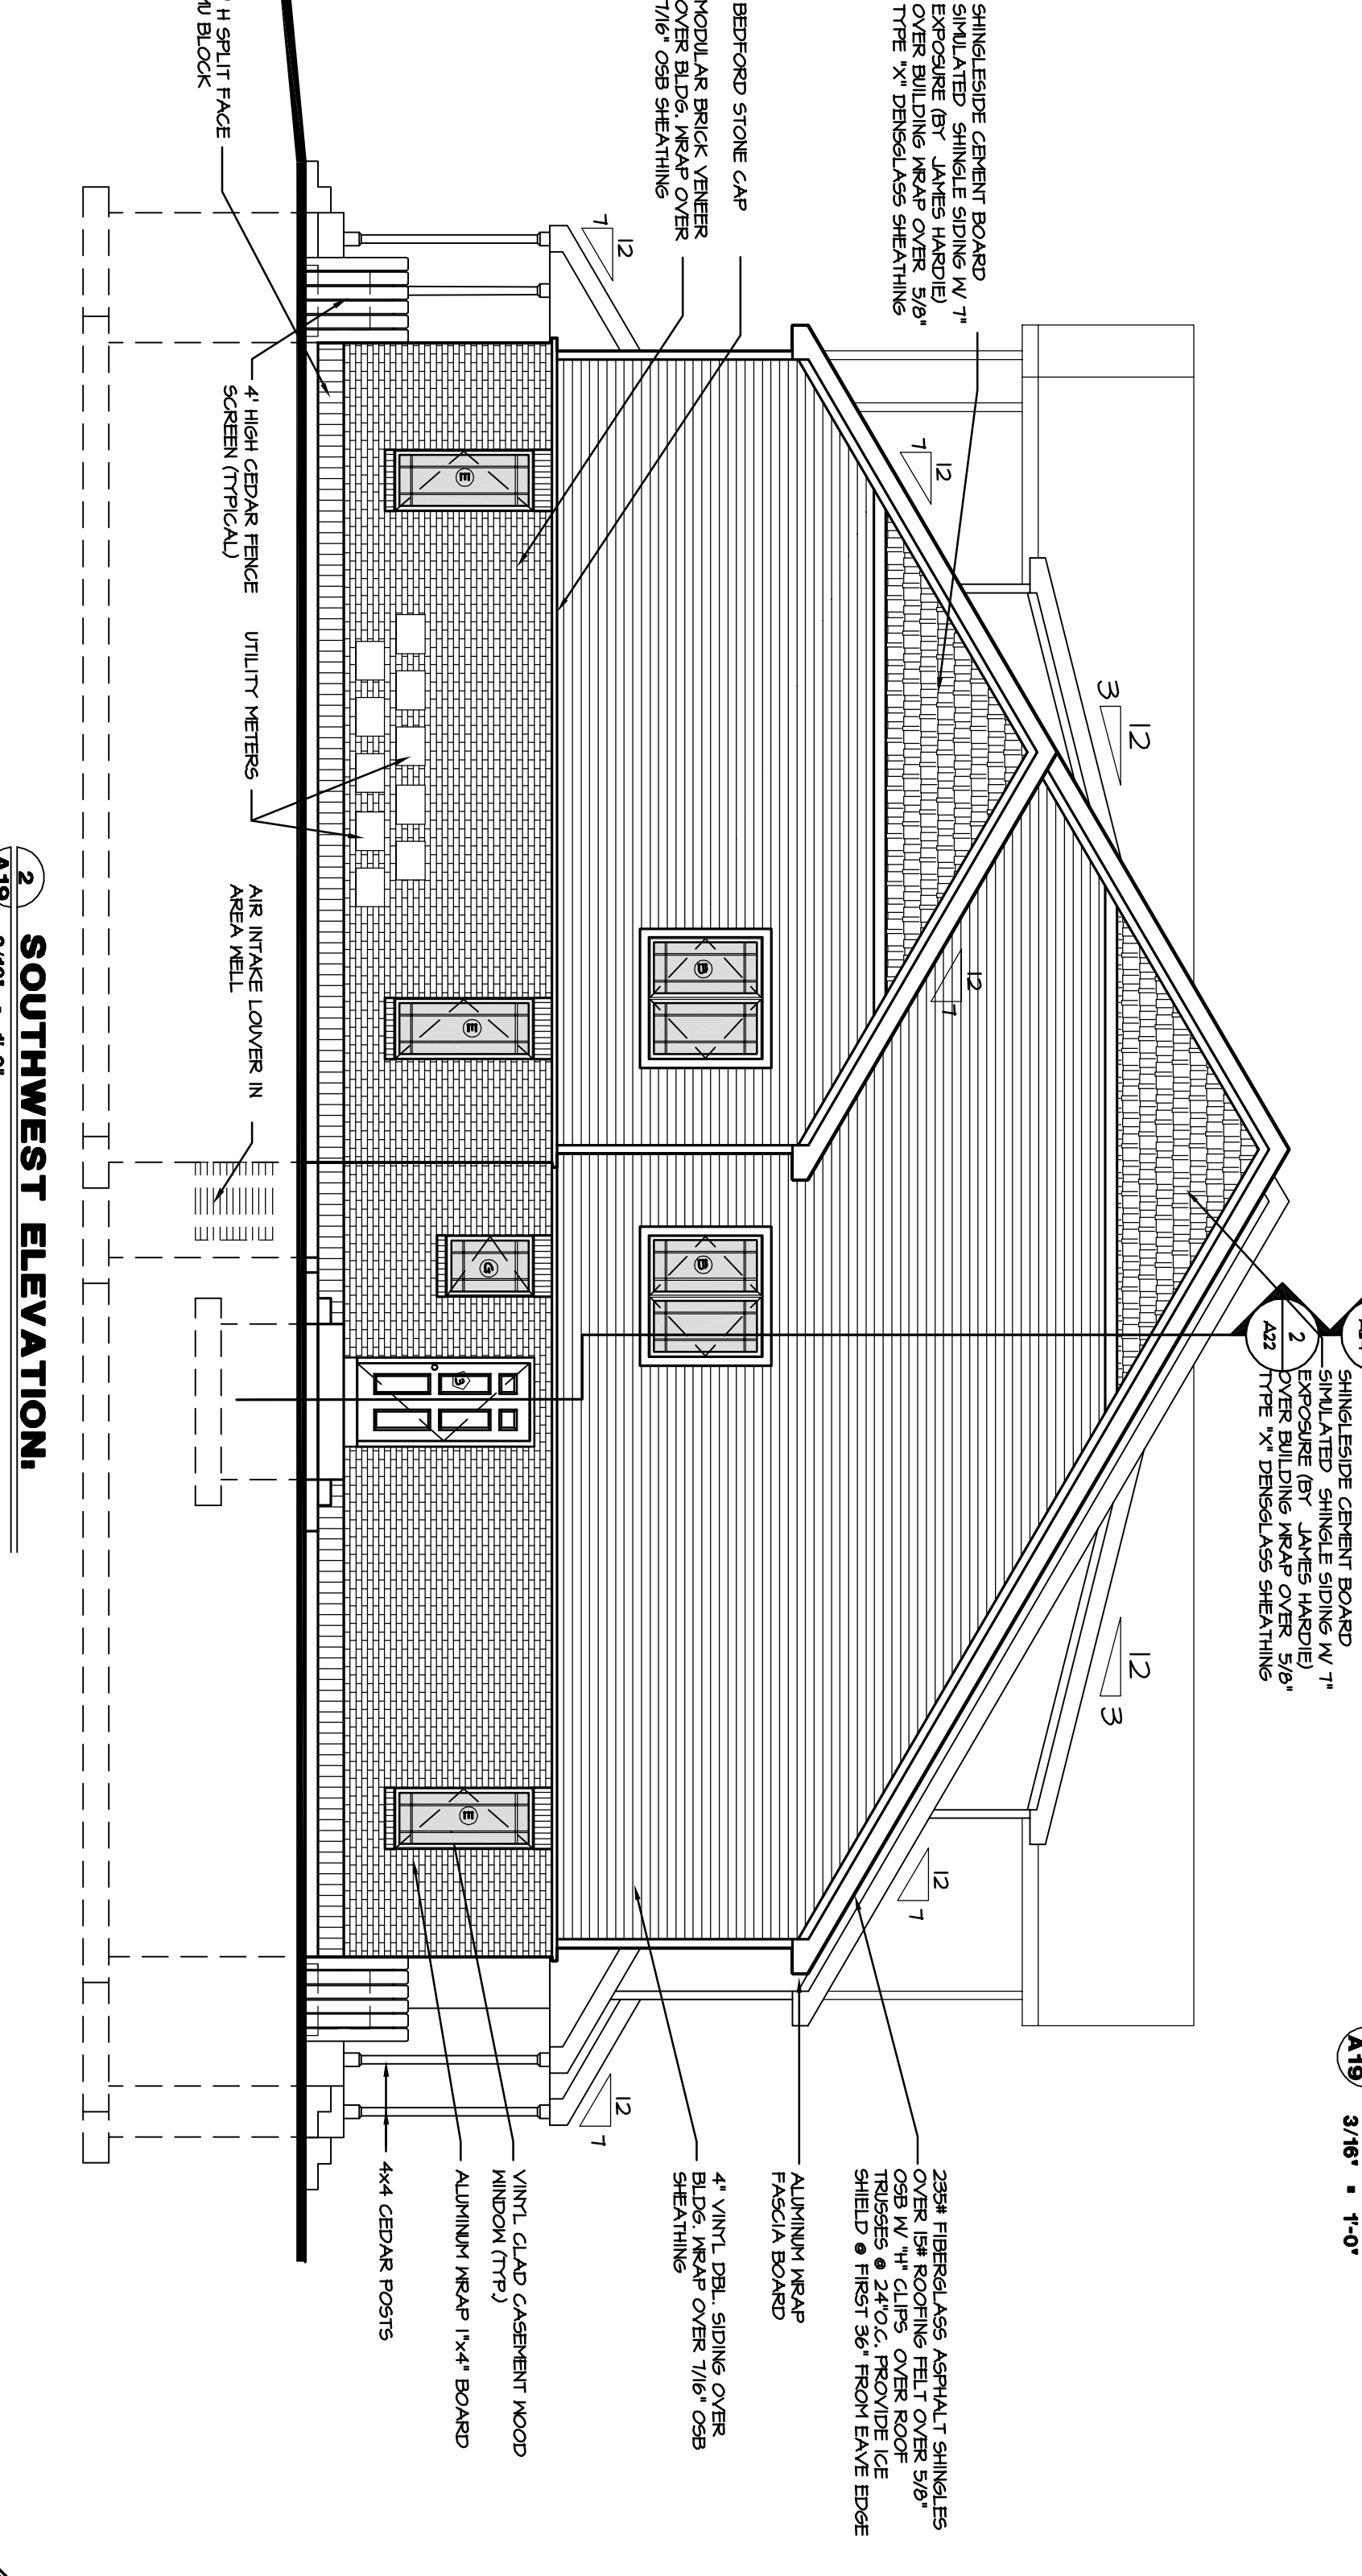 SHINGLESIDE CEMENT BOARD
SIMULATED SHINGLE SIDING W/ 7"
EXPOSURE (BY JAMES HARDIE)
OVER BUILDING WRAP OVER 5/8"
TYPE "X" DENSGLASS SHEATHING
BEDFORD STONE CAP
MODULAR BRICK VENEER
OVER BLDG. WRAP OVER
7/16" OSB SHEATHING
H SPLIT FACE
BLOCK
12
7
12
7
12
3
12
7
12
3
12
7
12
7
E
E
E
B
B
G
4' HIGH CEDAR FENCE
SCREEN (TYPICAL)
UTILITY METERS
AIR INTAKE LOUVER IN
AREA WELL
2
A22
SHINGLESIDE CEMENT BOARD
SIMULATED SHINGLE SIDING W/ 7"
EXPOSURE (BY JAMES HARDIE)
OVER BUILDING WRAP OVER 5/8"
TYPE "X" DENSGLASS SHEATHING
A19
3/16" = 1'-0"
235# FIBERGLASS ASPHALT SHINGLES
OVER 15# ROOFING FELT OVER 5/8"
OSB W/ "H" CLIPS OVER ROOF
TRUSSES @ 24"O.C. PROVIDE ICE
SHIELD @ FIRST 36" FROM EAVE EDGE
ALUMINUM WRAP
FASCIA BOARD
4" VINYL DBL. SIDING OVER
BLDG. WRAP OVER 7/16" OSB
SHEATHING
VINYL CLAD CASEMENT WOOD
WINDOW (TYP.)
ALUMINUM WRAP 1"x4" BOARD
4x4 CEDAR POSTS
2
A19
SOUTHWEST ELEVATION.